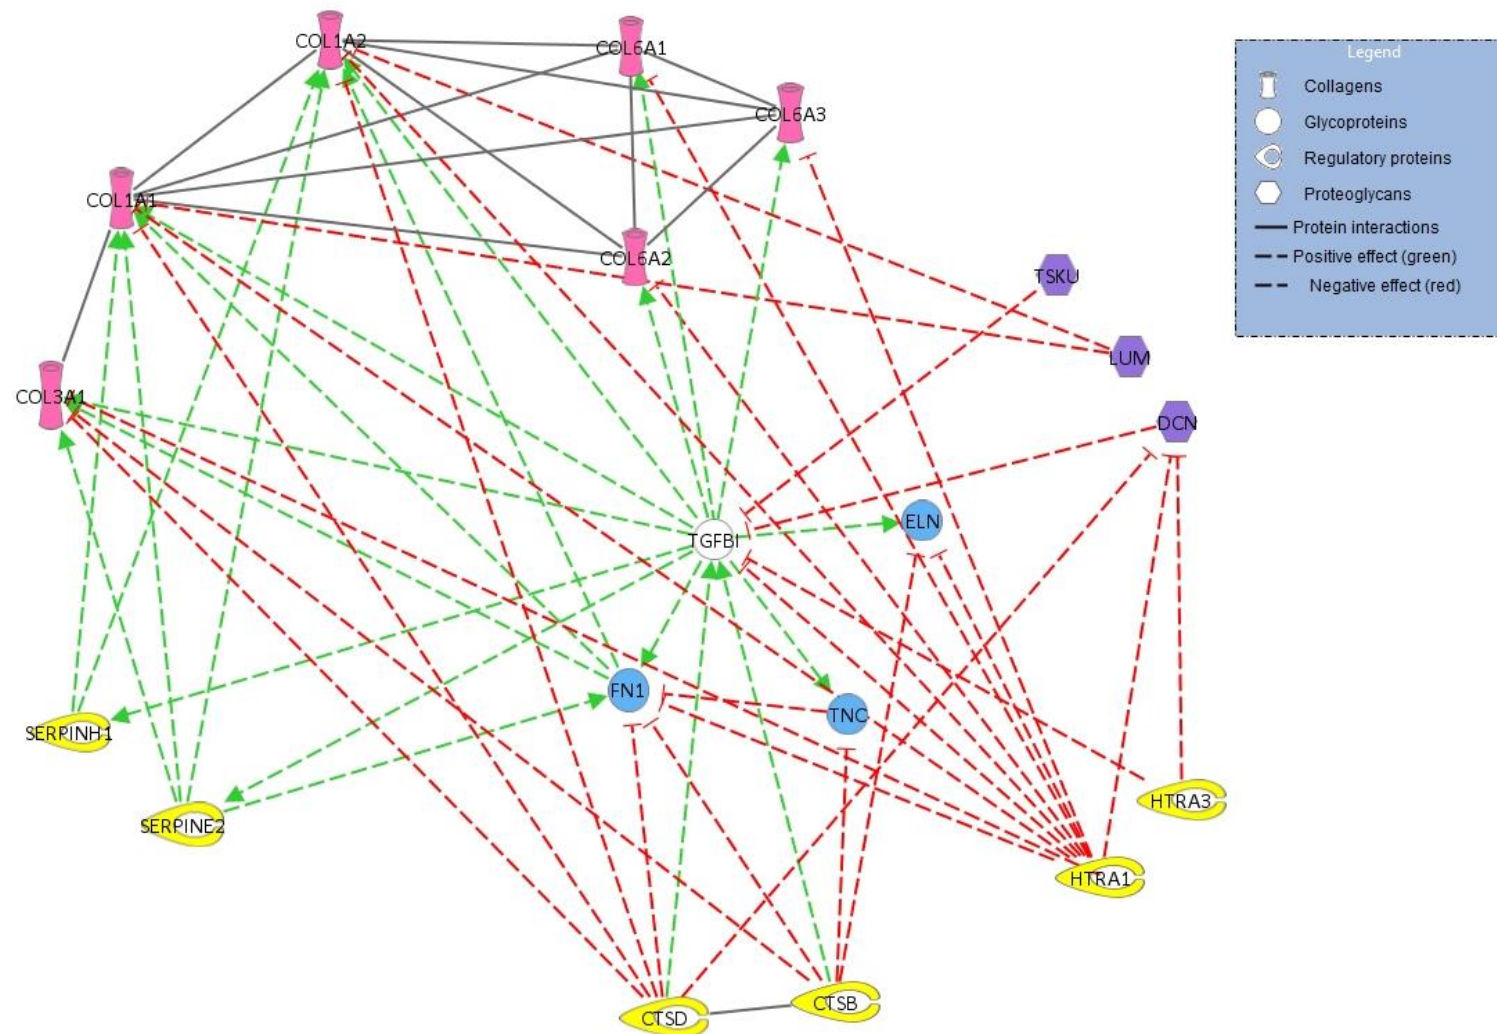 COL1A2
COL6A1
Legend
Collagens
COL6A3
Glycoproteins
Regulatory proteins
Proteoglycans
COL1A1
Protein interactions
COL6A2
Positive effect (green)
TSKU
Negative effect (red)
LUM
COL3A1
DCN
ELN
TGFBI
FN1
TNC
SERPINH1
HTRA3
SERPINE2
HTRA1
CTSB
CTSD